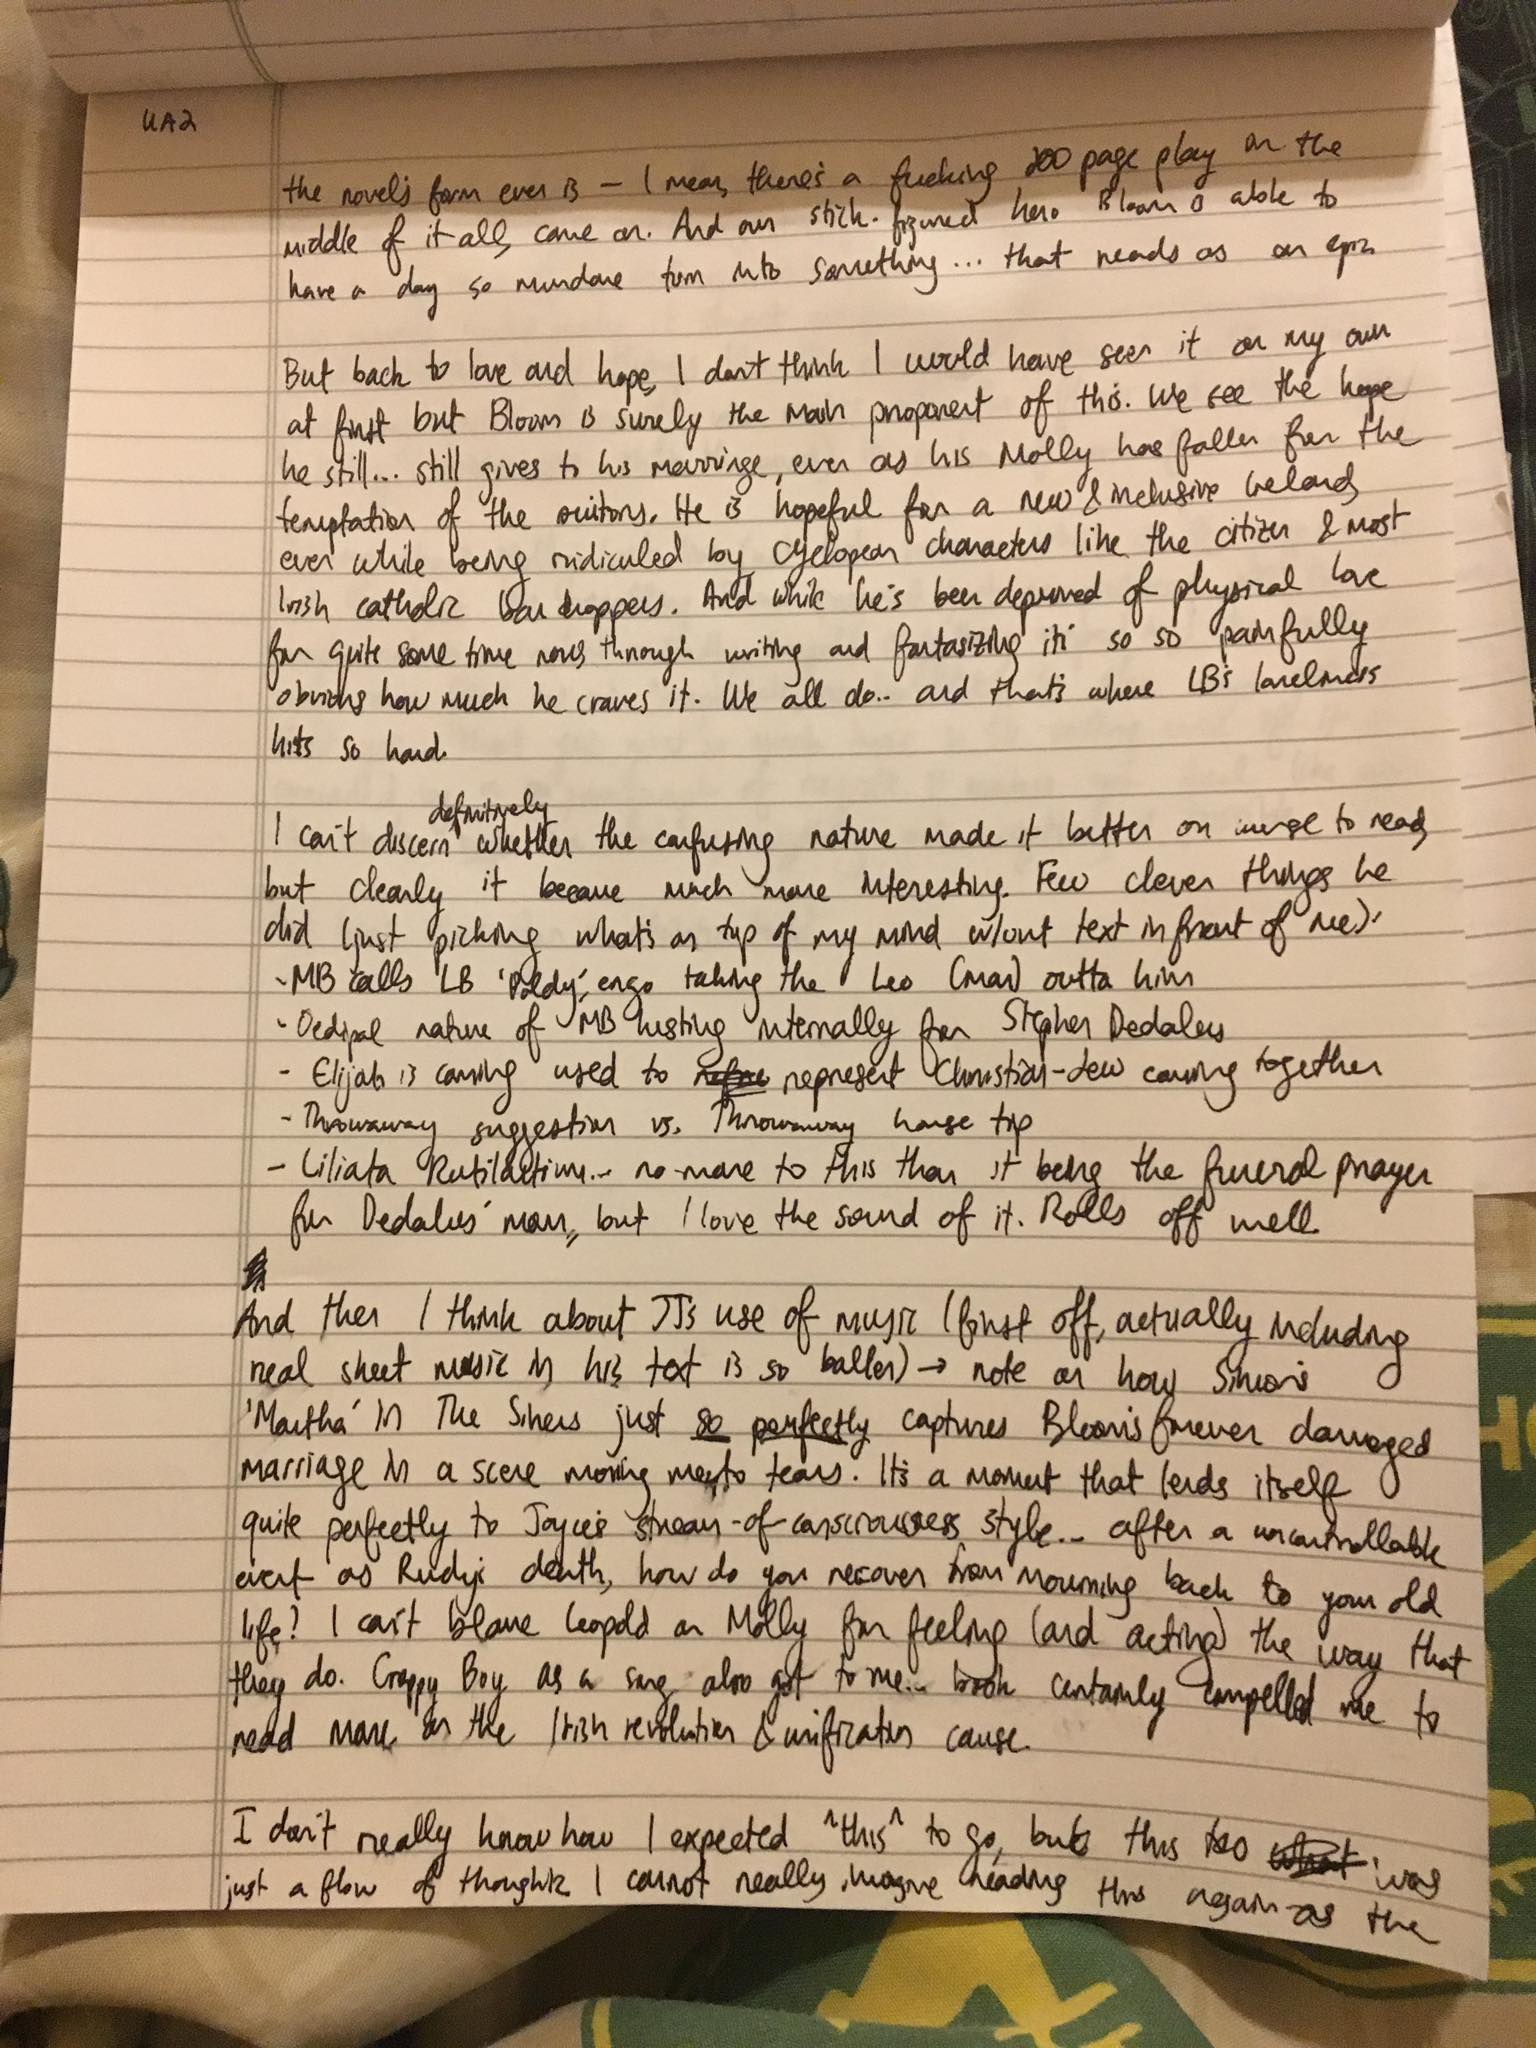 UA2
the novel's form ever is – I mean, there's a fucking 200 page play in the
middle of it all, come on. And our stick-figured hero Bloom is able to
have a day so mundane turn into something... that reads as an epic
But back to love and hope, I don't think I would have seen it on my own
at first but Bloom is surely the main proponent of this. We see the hope
he still... still gives to his marriage, even as his Molly has fallen for the
temptation of the suitors. He is hopeful for a new & inclusive Ireland,
even while being ridiculed by cyclopean characters like the citizen & most
Irish catholic bar hoppers. And while he's been deprived of physical love
for quite some time now, through writing and fantasizing it's so so painfully
obvious how much he craves it. We all do.. and that's where LB's loneliness
hits so hard.
definitively
I can't discern whether the confusing nature made it better or worse to read,
but clearly it became much more interesting. Few clever things he
did (just picking what's on top of my mind w/out text in front of me):
- MB calls LB 'Poldy', ergo taking the Leo (man) outta him
- Oedipal nature of MB lusting internally for Stephen Dedalus
- Elijah is coming used to represent Christian-Jew coming together
- Throwaway suggestion vs. Throwaway horse tip
- Liliata Rutilantium... no more to this than it being the funeral prayer
for Dedalus' mom, but I love the sound of it. Rolls off well.
And then I think about JJ's use of music (first off, actually including
real sheet music in his text is so baller) → note on how Simon's
'Martha' in The Sirens just so perfectly captures Bloom's forever damaged
marriage in a scene moving me to tears. It's a moment that lends itself
quite perfectly to Joyce's stream-of-consciousness style... after a uncontrollable
event as Rudy's death, how do you recover from mourning back to your old
life? I can't blame Leopold or Molly for feeling (and acting) the way that
they do. Croppy Boy as a song also got to me... book certainly compelled me to
read more on the Irish revolution & unification cause.
I don't really know how I expected ^this^ to go, but this was
just a flow of thoughts. I cannot really imagine reading this again as the